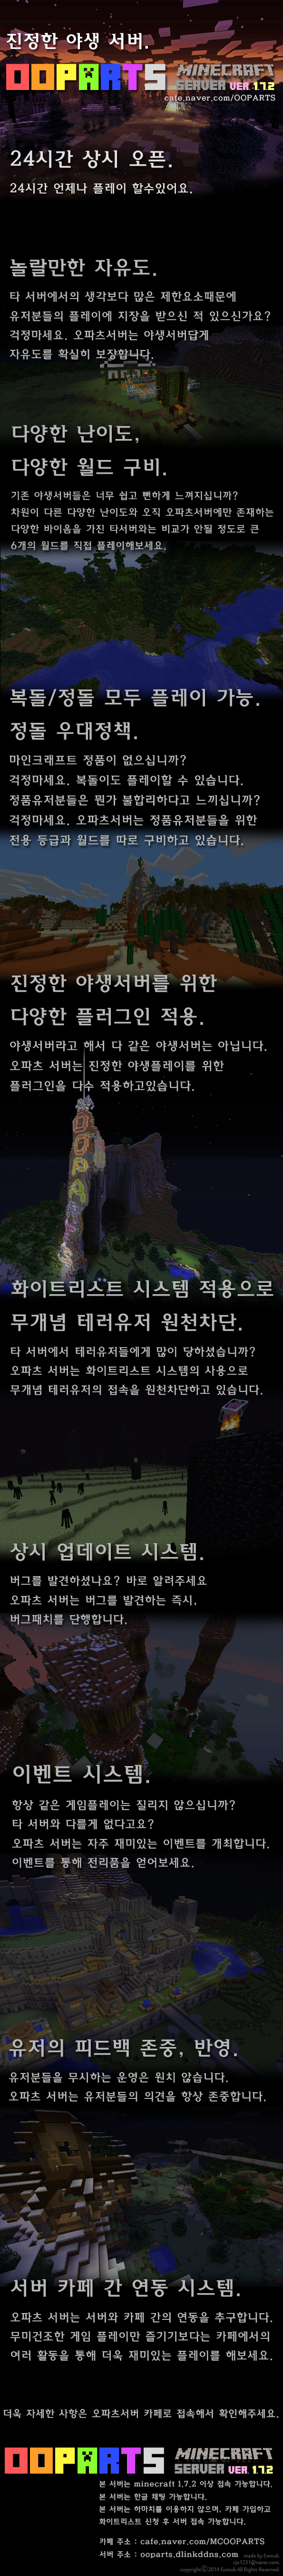 진정한 야생 서버.
OOPARTS MINECRAFT
SERVER VER. 1.7.2
cafe.naver.com/OOPARTS
24시간 상시 오픈.
24시간 언제나 플레이 할수있어요.
놀랄만한 자유도.
타 서버에서의 생각보다 많은 제한요소때문에
유저분들의 플레이에 지장을 받으신 적 있으신가요?
걱정마세요. 오파츠서버는 야생서버답게
자유도를 확실히 보장합니다.
다양한 난이도,
다양한 월드 구비.
기존 야생서버들은 너무 쉽고 뻔하게 느껴지십니까?
차원이 다른 다양한 난이도와 오직 오파츠서버에만 존재하는
다양한 바이옴을 가진 타서버와는 비교가 안될 정도로 큰
6개의 월드를 직접 플레이해보세요.
복돌/정돌 모두 플레이 가능.
정돌 우대정책.
마인크래프트 정품이 없으십니까?
걱정마세요. 복돌이도 플레이할 수 있습니다.
정품유저분들은 뭔가 불합리하다고 느끼십니까?
걱정마세요. 오파츠서버는 정품유저분들을 위한
전용 등급과 월드를 따로 구비하고 있습니다.
진정한 야생서버를 위한
다양한 플러그인 적용.
야생서버라고 해서 다 같은 야생서버는 아닙니다.
오파츠 서버는 진정한 야생플레이를 위한
플러그인을 다수 적용하고있습니다.
OOPA
화이트리스트 시스템 적용으로
무개념 테러유저 원천차단.
타 서버에서 테러유저들에게 많이 당하셨습니까?
오파츠 서버는 화이트리스트 시스템의 사용으로
무개념 테러유저의 접속을 원천차단하고 있습니다.
상시 업데이트 시스템.
버그를 발견하셨나요? 바로 알려주세요
오파츠 서버는 버그를 발견하는 즉시,
버그패치를 단행합니다.
이벤트 시스템.
항상 같은 게임플레이는 질리지 않으십니까?
타 서버와 다를게 없다고요?
오파츠 서버는 자주 재미있는 이벤트를 개최합니다.
이벤트를 통해 전리품을 얻어보세요.
유저의 피드백 존중, 반영.
유저분들을 무시하는 운영은 원치 않습니다.
오파츠 서버는 유저분들의 의견을 항상 존중합니다.
서버 카페 간 연동 시스템.
오파츠 서버는 서버와 카페 간의 연동을 추구합니다.
무미건조한 게임 플레이만 즐기기보다는 카페에서의
여러 활동을 통해 더욱 재미있는 플레이를 해보세요.
더욱 자세한 사항은 오파츠서버 카페로 접속해서 확인해주세요.
OOPARTS MINECRAFT
SERVER VER. 1.7.2
본 서버는 minecraft 1.7.2 이상 접속 가능합니다.
본 서버는 한글 채팅 가능합니다.
본 서버는 하마치를 이용하지 않으며, 카페 가입하고
화이트리스트 신청 후 서버 접속 가능합니다.
카페 주소 : cafe.naver.com/MCOOPARTS
서버 주소 : ooparts.dlinkddns.com
made by Eomuk.
cjs1231@naver.com
copyright ⓒ 2014 Eomuk All Rights Reserved.